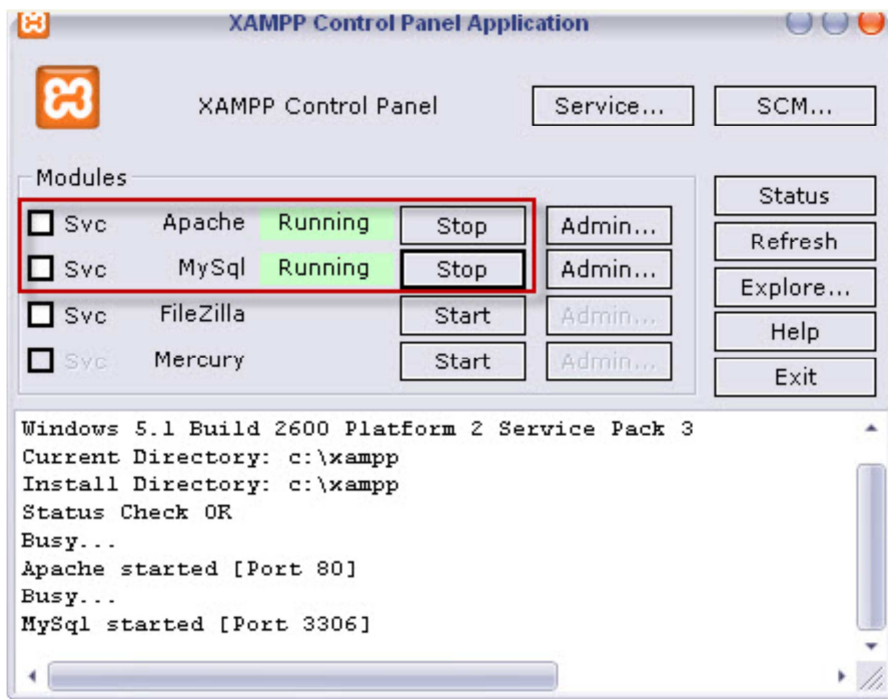 XAMPP Control Panel Application
XAMPP Control Panel Service... SCM...
Modules
Svc Apache Running Stop Admin...
Svc MySql Running Stop Admin...
Svc FileZilla Start Admin...
Svc Mercury Start Admin...
Status
Refresh
Explore...
Help
Exit
Windows 5.1 Build 2600 Platform 2 Service Pack 3
Current Directory: c:\xampp
Install Directory: c:\xampp
Status Check OK
Busy...
Apache started [Port 80]
Busy...
MySql started [Port 3306]